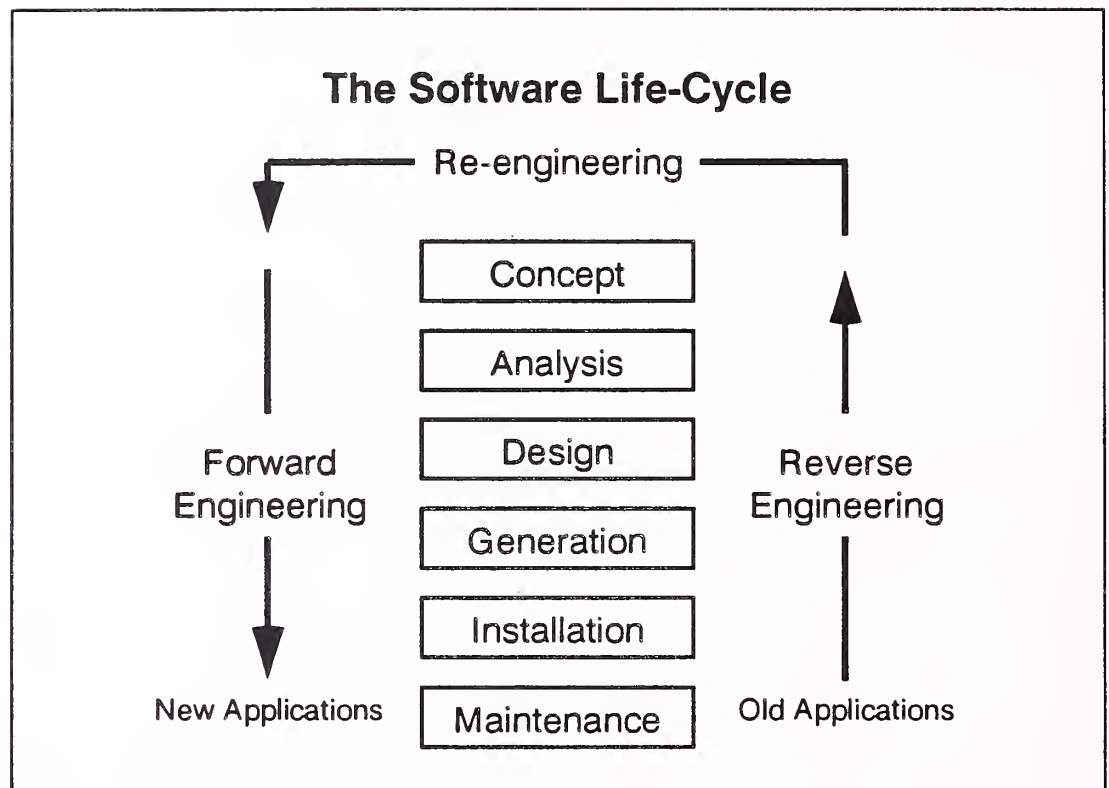 The Software Life-Cycle
Re-engineering
Concept
Analysis
Design
Generation
Installation
Maintenance
Forward
Engineering
New Applications
Reverse
Engineering
Old Applications